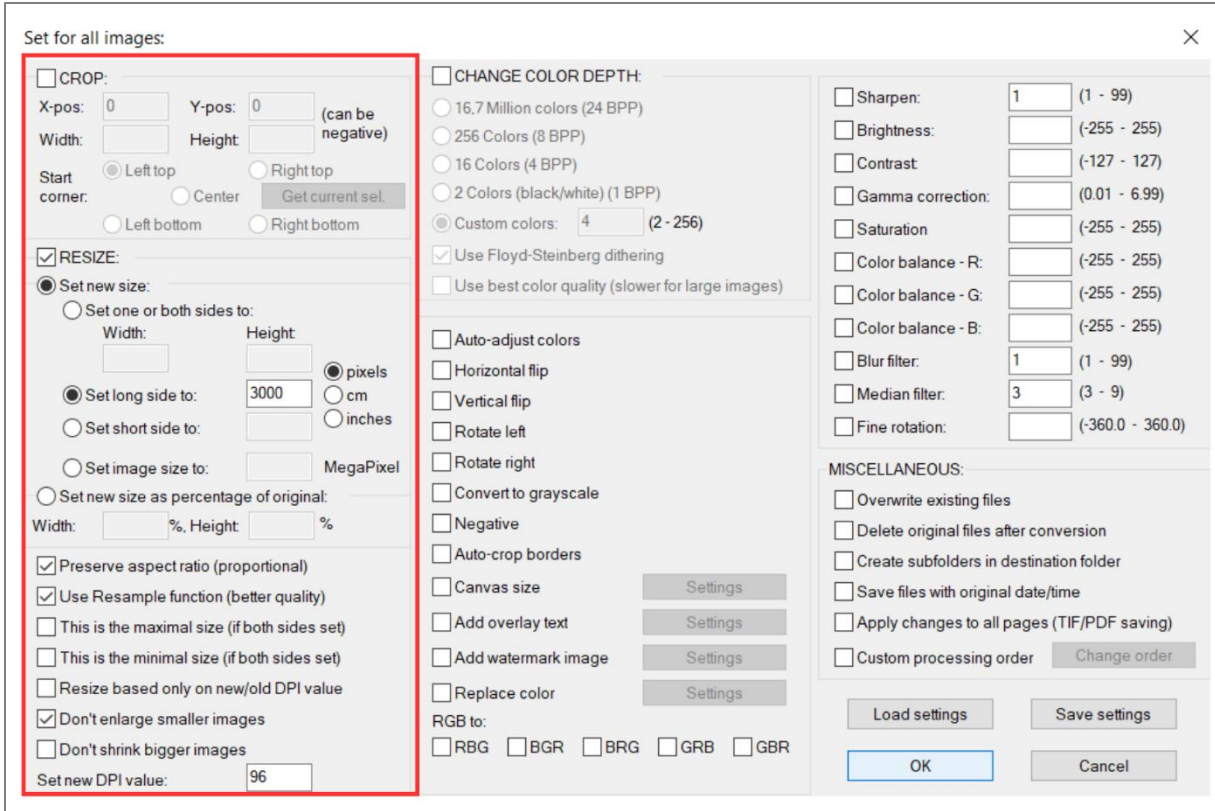 Set for all images:
CROP:
X-pos: 0 Y-pos: 0 (can be negative)
Width: Height:
Start corner:
Left top Right top
Center Get current sel.
Left bottom Right bottom
RESIZE:
Set new size:
Set one or both sides to:
Width: Height:
pixels
Set long side to: 3000 cm
Set short side to: inches
Set image size to: MegaPixel
Set new size as percentage of original:
Width: %, Height: %
Preserve aspect ratio (proportional)
Use Resample function (better quality)
This is the maximal size (if both sides set)
This is the minimal size (if both sides set)
Resize based only on new/old DPI value
Don't enlarge smaller images
Don't shrink bigger images
Set new DPI value: 96
CHANGE COLOR DEPTH:
16,7 Million colors (24 BPP)
256 Colors (8 BPP)
16 Colors (4 BPP)
2 Colors (black/white) (1 BPP)
Custom colors: 4 (2 - 256)
Use Floyd-Steinberg dithering
Use best color quality (slower for large images)
Auto-adjust colors
Horizontal flip
Vertical flip
Rotate left
Rotate right
Convert to grayscale
Negative
Auto-crop borders
Canvas size Settings
Add overlay text Settings
Add watermark image Settings
Replace color Settings
RGB to:
RBG BGR BRG GRB GBR
Sharpen: 1 (1 - 99)
Brightness: (-255 - 255)
Contrast: (-127 - 127)
Gamma correction: (0.01 - 6.99)
Saturation (-255 - 255)
Color balance - R: (-255 - 255)
Color balance - G: (-255 - 255)
Color balance - B: (-255 - 255)
Blur filter: 1 (1 - 99)
Median filter: 3 (3 - 9)
Fine rotation: (-360.0 - 360.0)
MISCELLANEOUS:
Overwrite existing files
Delete original files after conversion
Create subfolders in destination folder
Save files with original date/time
Apply changes to all pages (TIF/PDF saving)
Custom processing order Change order
Load settings Save settings
OK Cancel